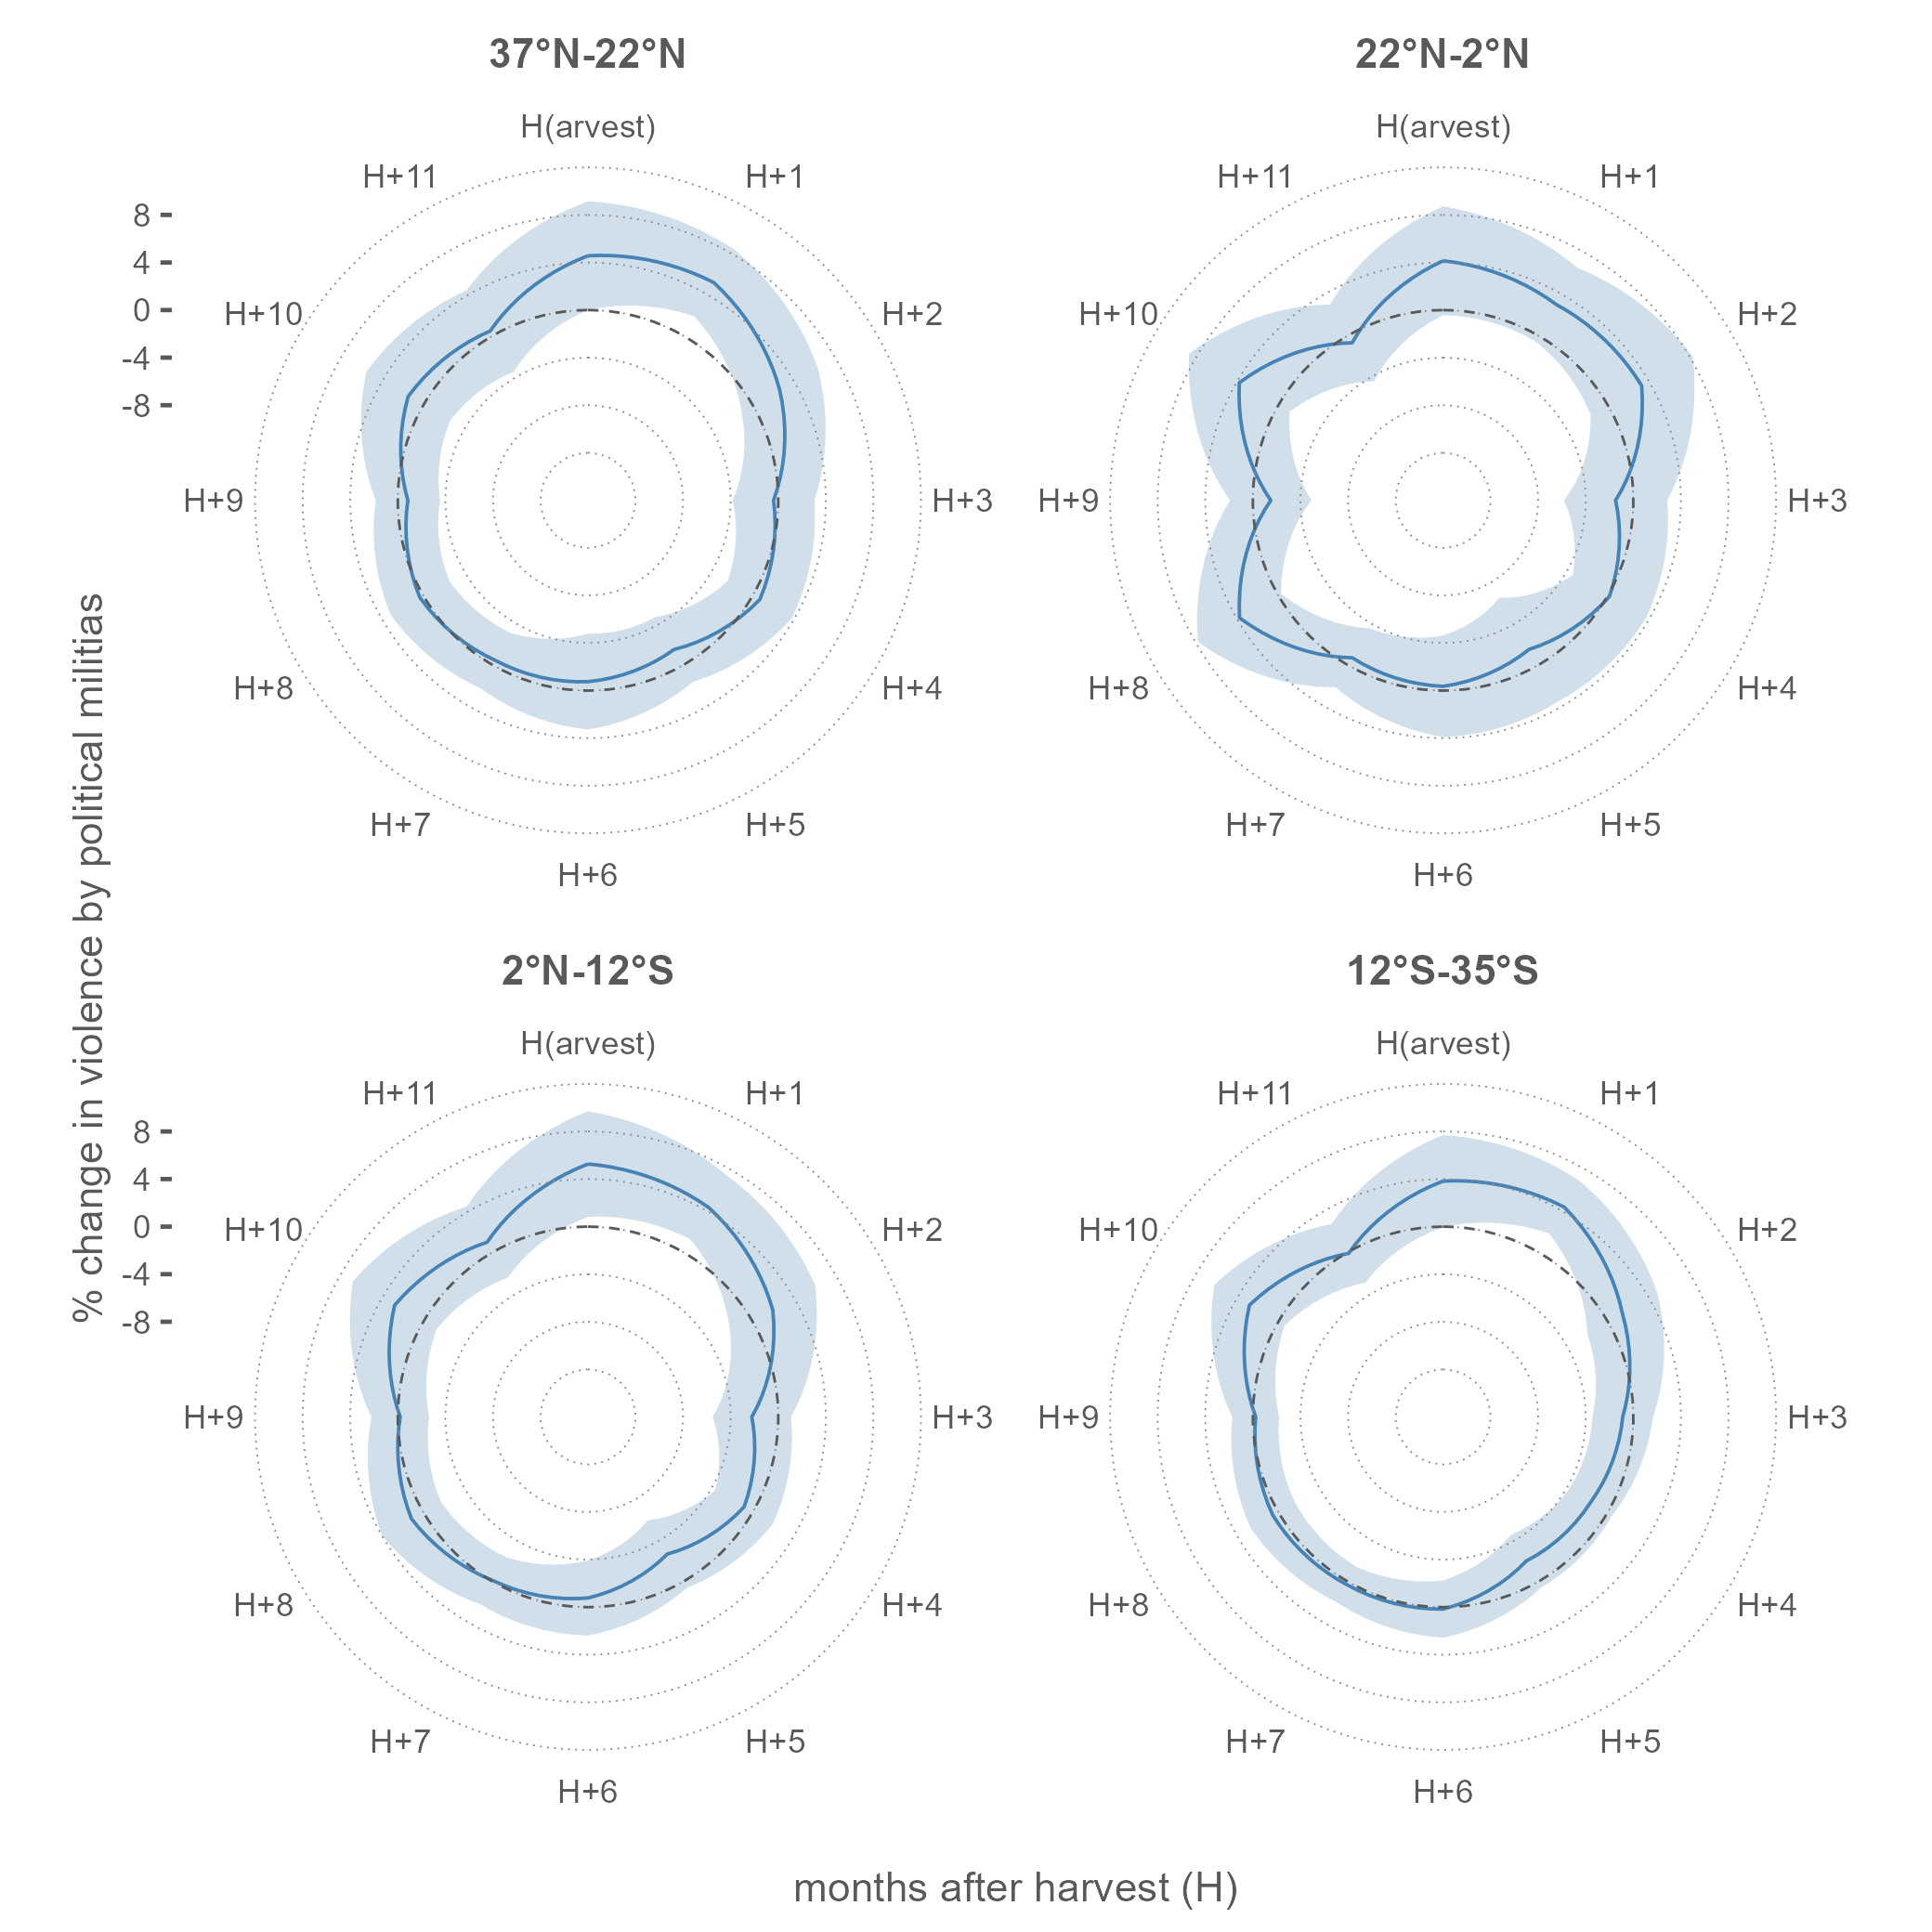 37°N-22°N
22°N-2°N
H(arvest)
H+1
H+2
H+3
H+4
H+5
H+6
H+7
H+8
H+9
H+10
H+11
8
4
0
-4
-8
H(arvest)
H+1
H+2
H+3
H+4
H+5
H+6
H+7
H+8
H+9
H+10
H+11
% change in violence by political militias
2°N-12°S
12°S-35°S
H(arvest)
H+1
H+2
H+3
H+4
H+5
H+6
H+7
H+8
H+9
H+10
H+11
8
4
0
-4
-8
H(arvest)
H+1
H+2
H+3
H+4
H+5
H+6
H+7
H+8
H+9
H+10
H+11
months after harvest (H)